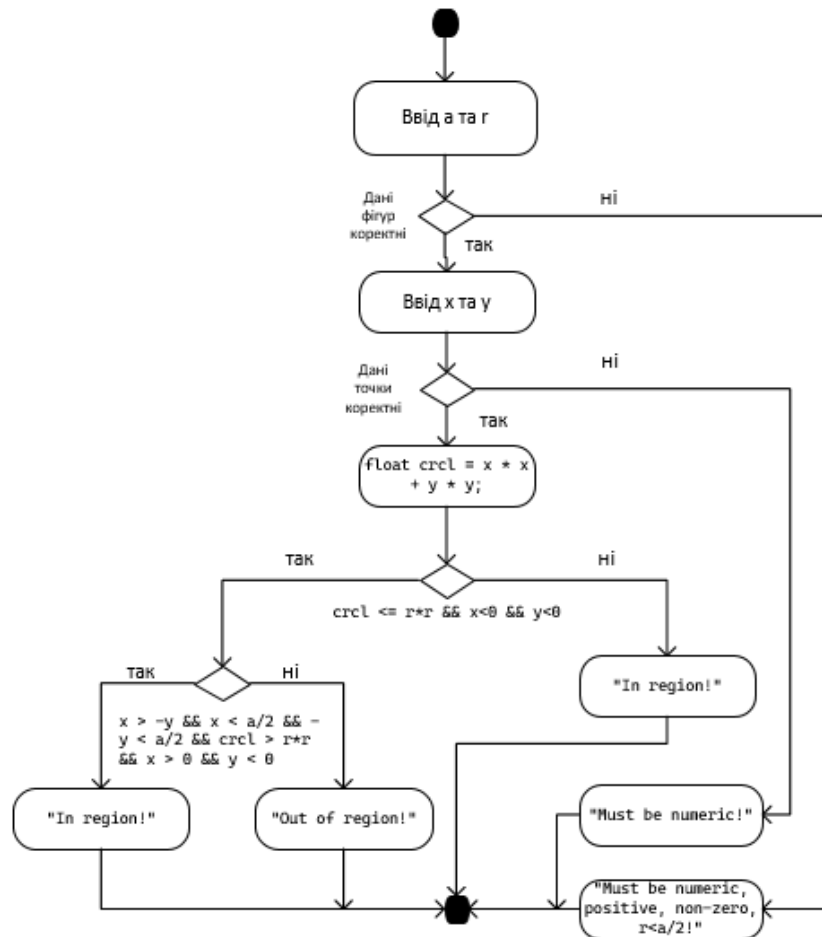 Ввід а та r
Дані
фігур
коректні
ні
так
Ввід х та у
Дані
точки
коректні
ні
так
float crcl = x * x
+ y * y;
так
ні
crcl <= r*r && x<0 && y<0
так
ні
x > -y && x < a/2 && -
y < a/2 && crcl > r*r
&& x > 0 && y < 0
"In region!"
"In region!"
"Out of region!"
"Must be numeric!"
"Must be numeric,
positive, non-zero,
r<a/2!"